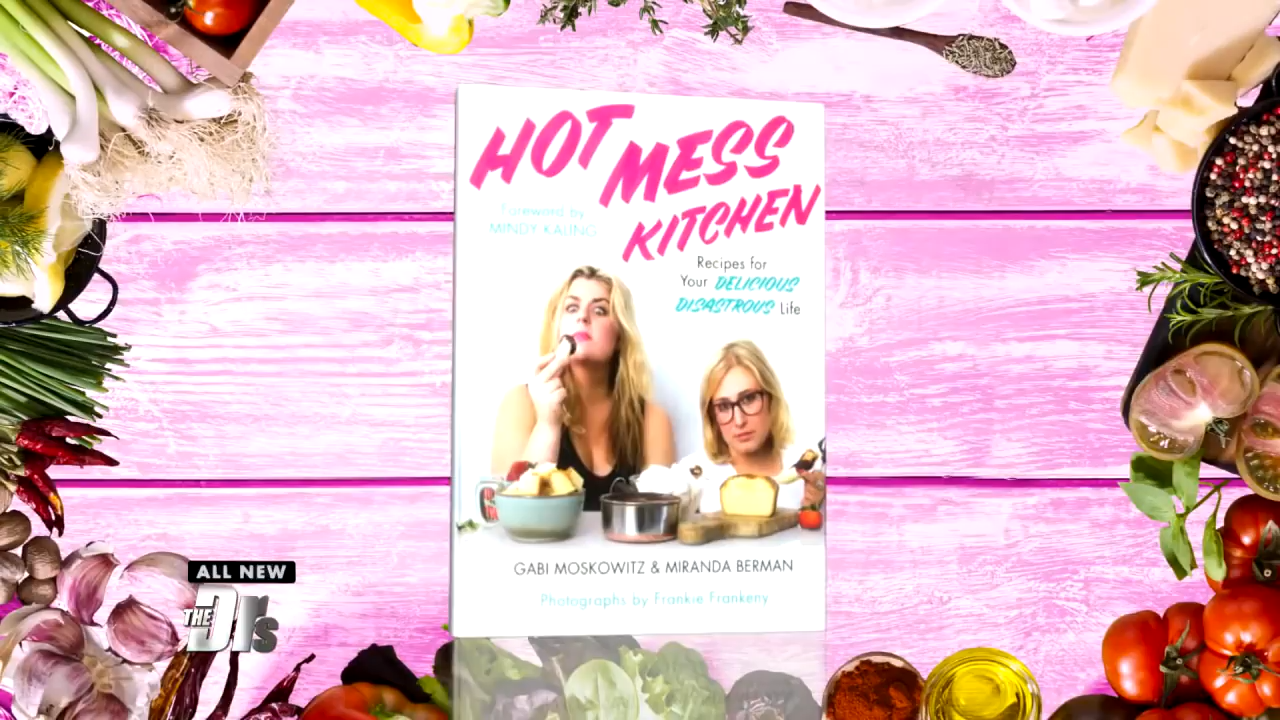 HOT MESS
KITCHEN
Foreword by
MINDY KALING
Recipes for
Your DELICIOUS
DISASTROUS Life
GABI MOSKOWITZ & MIRANDA BERMAN
Photographs by Frankie Frankeny
ALL NEW
THE Drs